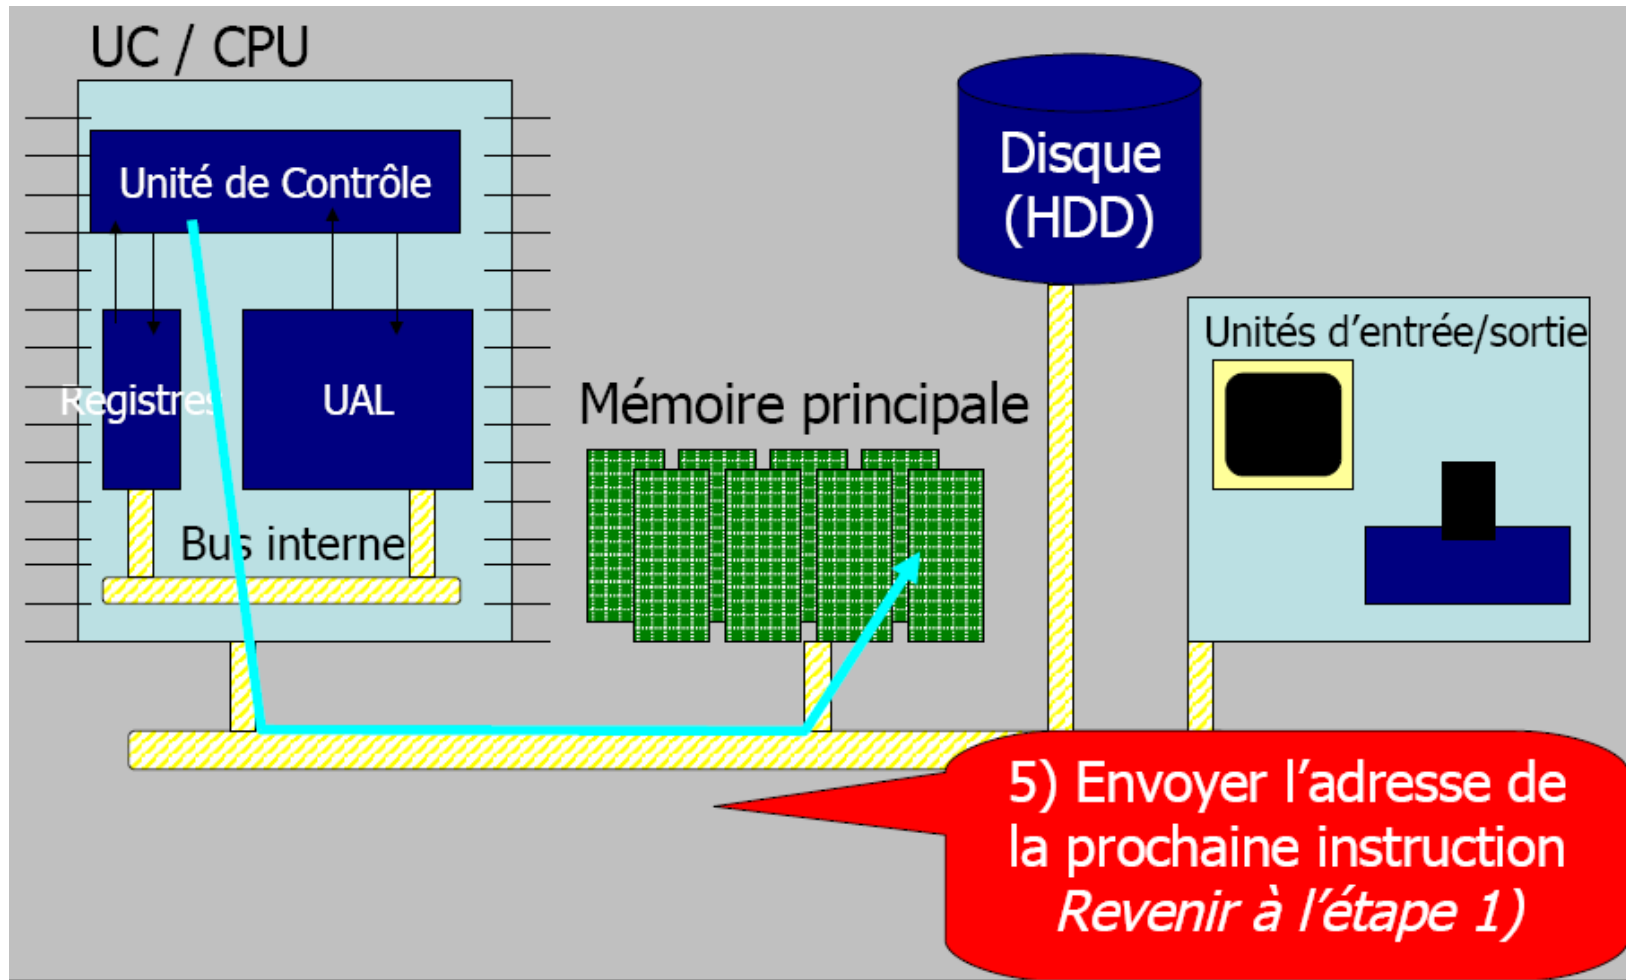 UC / CPU
Unité de Contrôle
Registres
UAL
Bus interne
Mémoire principale
Disque
(HDD)
Unités d’entrée/sortie
5) Envoyer l’adresse de
la prochaine instruction
Revenir à l’étape 1)